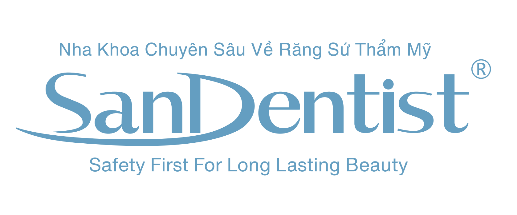 Nha Khoa Chuyên Sâu Về Răng Sứ Thẩm Mỹ
SanDentist®
Safety First For Long Lasting Beauty